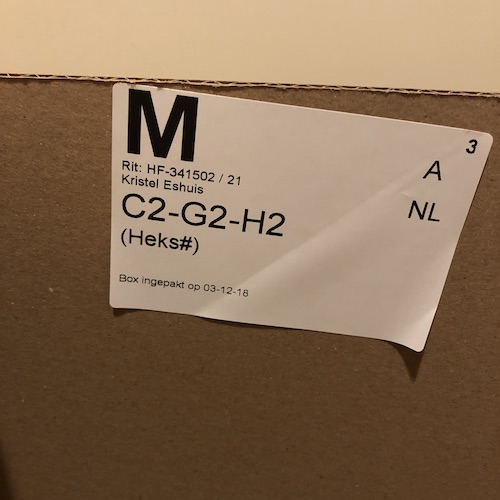 M
3
A
Rit: HF-341502 / 21
Kristel Eshuis
C2-G2-H2
NL
(Heks#)
Box ingepakt op 03-12-18